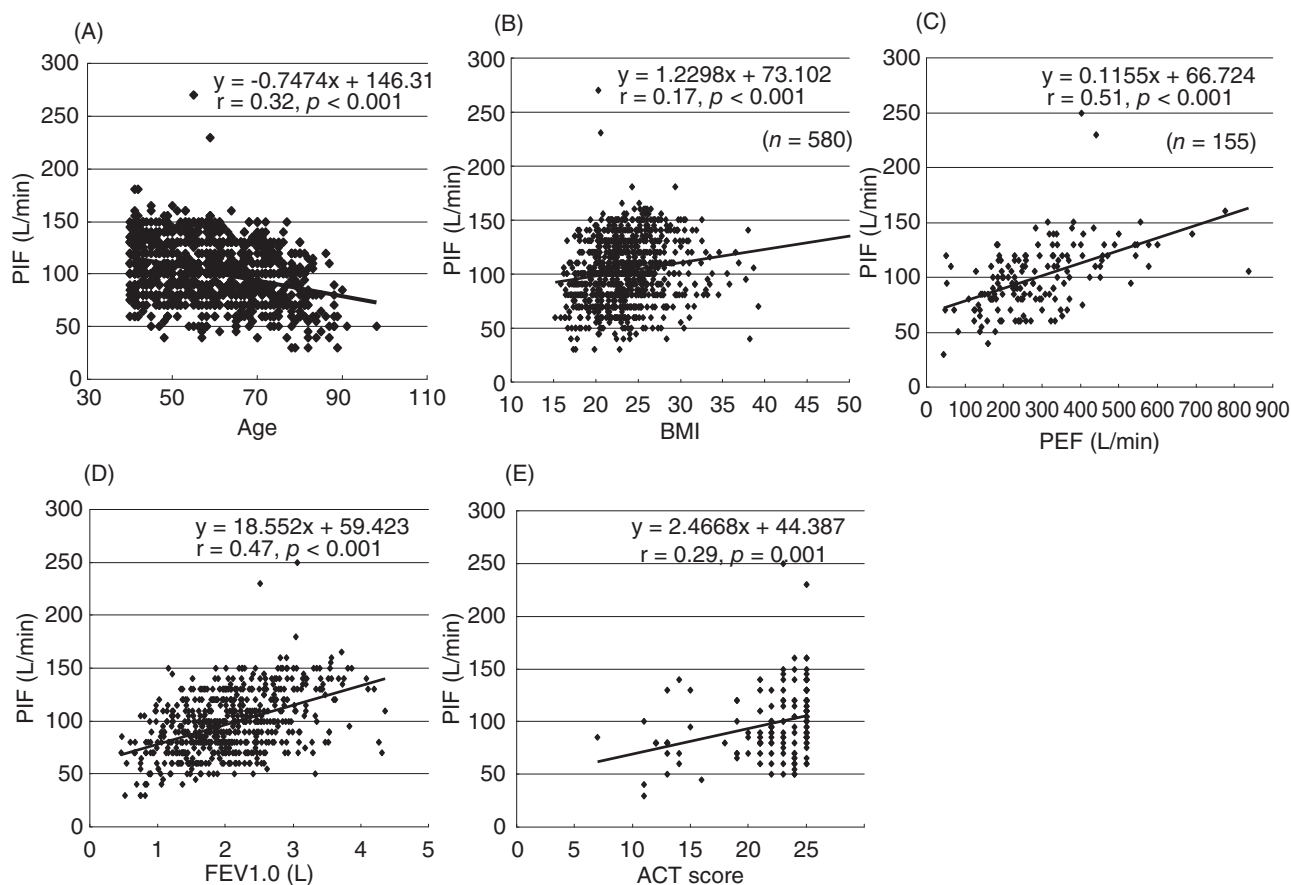 (A)
y = -0.7474x + 146.31
r = 0.32, p < 0.001
300
250
200
150
100
50
0
PIF (L/min)
30 50 70 90 110
Age
(B)
y = 1.2298x + 73.102
r = 0.17, p < 0.001
(n = 580)
300
250
200
150
100
50
0
PIF (L/min)
10 15 20 25 30 35 40 45 50
BMI
(C)
y = 0.1155x + 66.724
r = 0.51, p < 0.001
(n = 155)
300
250
200
150
100
50
0
PIF (L/min)
0 100 200 300 400 500 600 700 800 900
PEF (L/min)
(D)
y = 18.552x + 59.423
r = 0.47, p < 0.001
300
250
200
150
100
50
0
PIF (L/min)
0 1 2 3 4 5
FEV1.0 (L)
(E)
y = 2.4668x + 44.387
r = 0.29, p = 0.001
300
250
200
150
100
50
0
PIF (L/min)
0 5 10 15 20 25
ACT score